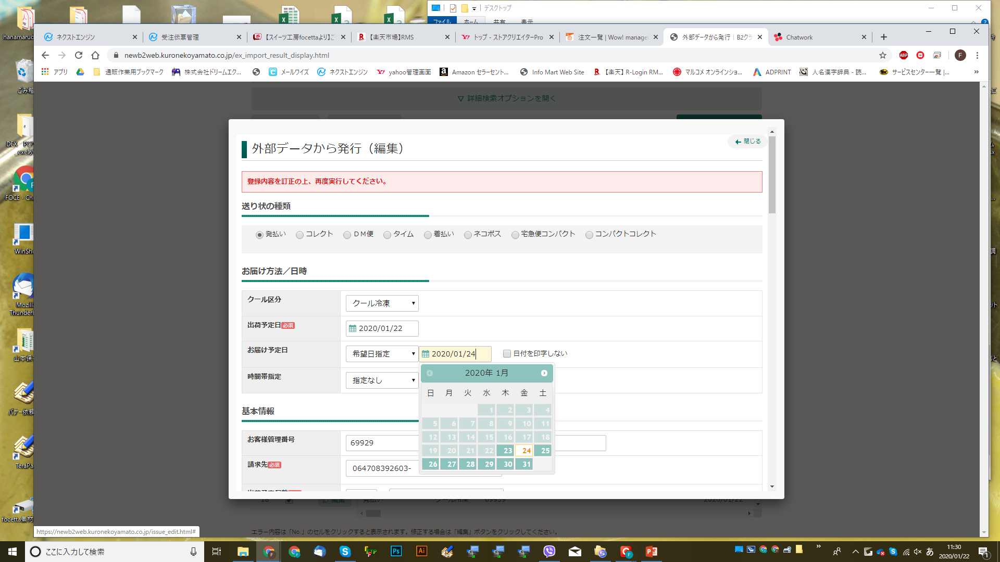 デスクトップ
ファイル ホーム 共有 表示
ネクストエンジン
受注伝票管理
【スイーツ工房focettaより】ご
【楽天市場】RMS
トップ - ストアクリエイターPro
注文一覧 | Wow! manage
外部データから発行｜B2クラ
Chatwork
newb2web.kuronekoyamato.co.jp/ex_import_result_display.html
ABP
F
アプリ
通販作業用ブックマーク
株式会社ドリームエク...
メールワイズ
ネクストエンジン
yahoo管理画面
Amazon セラーセント...
Info Mart Web Site
【楽天】R-Login RM...
マルコメ オンラインショ...
ADPRINT
人名漢字辞典 - 読...
サービスセンター一覧 |...
»
▽ 詳細検索オプションを開く
外部データから発行（編集）
閉じる
登録内容を訂正の上、再度実行してください。
送り状の種類
発払い コレクト ＤＭ便 タイム 着払い ネコポス 宅急便コンパクト コンパクトコレクト
お届け方法／日時
クール区分
クール冷凍
出荷予定日必須
2020/01/22
お届け予定日
希望日指定
2020/01/24
日付を印字しない
時間帯指定
指定なし
2020年 1月
日 月 火 水 木 金 土
1 2 3 4
5 6 7 8 9 10 11
12 13 14 15 16 17 18
19 20 21 22 23 24 25
26 27 28 29 30 31
基本情報
お客様管理番号
69929
請求先必須
064708392603-
18 編集 発払い クール冷凍 69939 2020/01/22
エラー内容は「No.」のセルをクリックすると表示されます。修正する場合は「編集」ボタンをクリックしてください。
https://newb2web.kuronekoyamato.co.jp/issue_edit.html#
hanamaruc
ごみ箱
FOCE - Ch
WinSho
Mozill
Thunderb
山本保
バナー依頼
TeraPa
focetta素材
ここに入力して検索
Ps
Ai
あ
11:30
2020/01/22
1